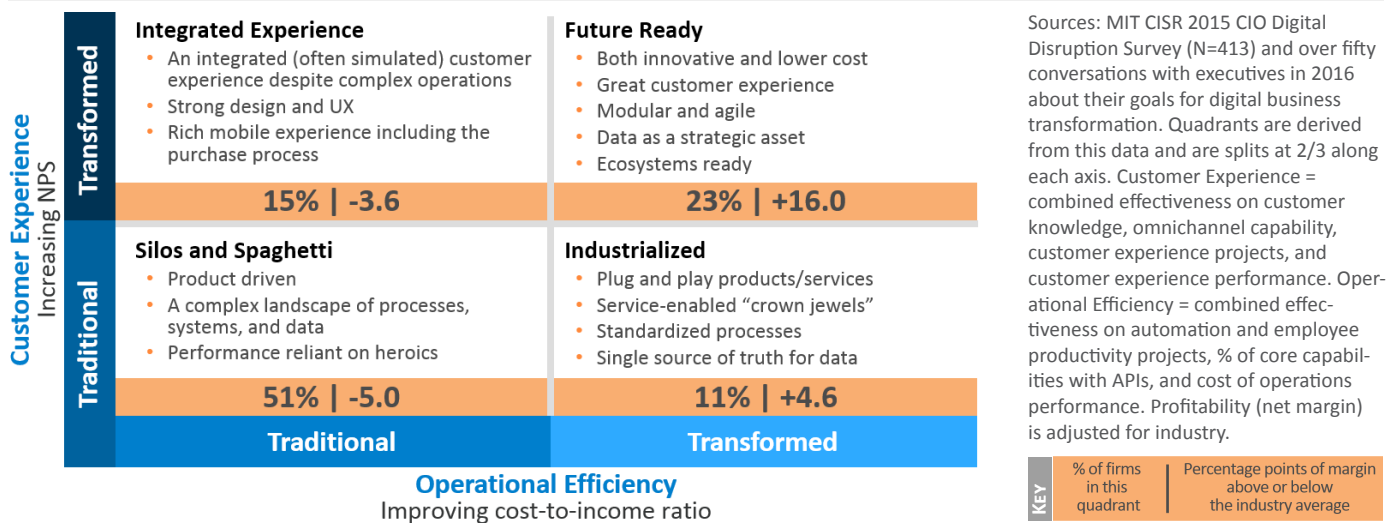 Customer Experience
Increasing NPS
Transformed
Traditional
Integrated Experience
• An integrated (often simulated) customer
experience despite complex operations
• Strong design and UX
• Rich mobile experience including the
purchase process
15% | -3.6
Future Ready
• Both innovative and lower cost
• Great customer experience
• Modular and agile
• Data as a strategic asset
• Ecosystems ready
23% | +16.0
Silos and Spaghetti
• Product driven
• A complex landscape of processes,
systems, and data
• Performance reliant on heroics
51% | -5.0
Industrialized
• Plug and play products/services
• Service-enabled “crown jewels”
• Standardized processes
• Single source of truth for data
11% | +4.6
Traditional
Transformed
Operational Efficiency
Improving cost-to-income ratio
Sources: MIT CISR 2015 CIO Digital
Disruption Survey (N=413) and over fifty
conversations with executives in 2016
about their goals for digital business
transformation. Quadrants are derived
from this data and are splits at 2/3 along
each axis. Customer Experience =
combined effectiveness on customer
knowledge, omnichannel capability,
customer experience projects, and
customer experience performance. Oper-
ational Efficiency = combined effec-
tiveness on automation and employee
productivity projects, % of core capabil-
ities with APIs, and cost of operations
performance. Profitability (net margin)
is adjusted for industry.
KEY
% of firms
in this
quadrant
Percentage points of margin
above or below
the industry average